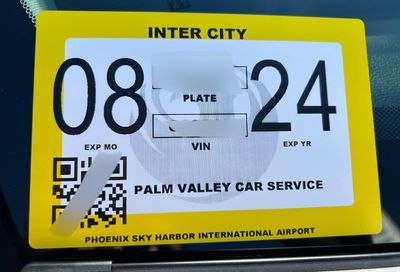 INTER CITY
08 24
PLATE
VIN
EXP MO EXP YR
PALM VALLEY CAR SERVICE
PHOENIX SKY HARBOR INTERNATIONAL AIRPORT